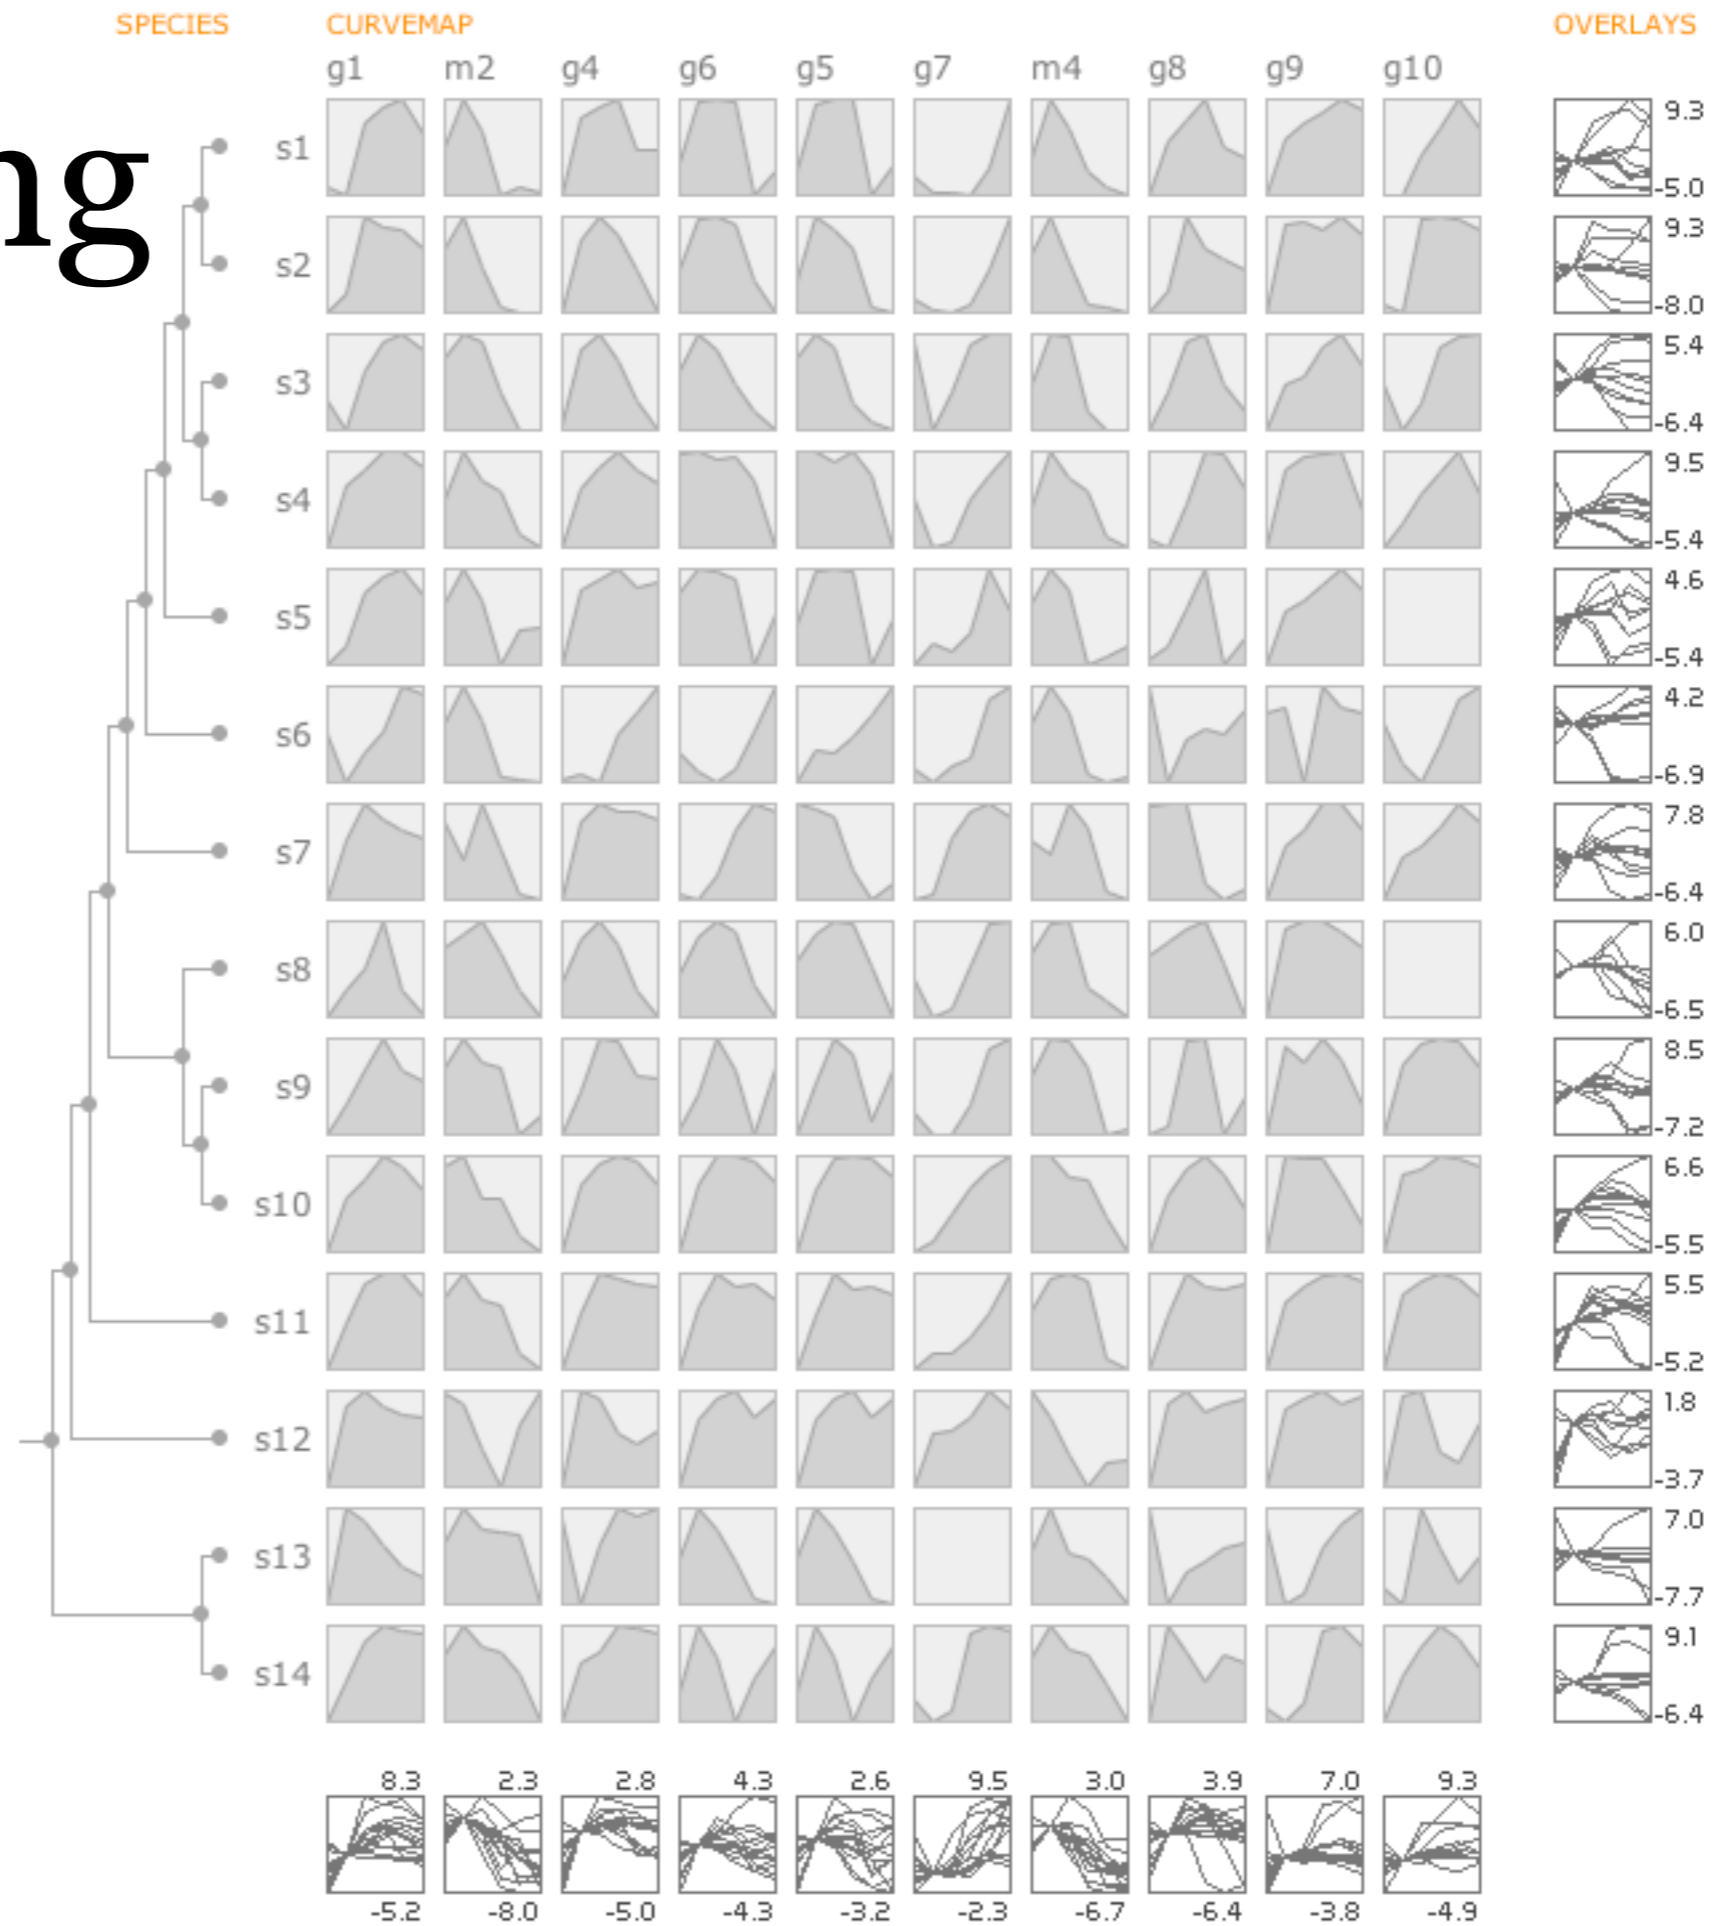 SPECIES CURVEMAP OVERLAYS
g1 m2 g4 g6 g5 g7 m4 g8 g9 g10
ng
s1 9.3
-5.0
s2 9.3
-8.0
s3 5.4
-6.4
s4 9.5
-5.4
s5 4.6
-5.4
s6 4.2
-6.9
s7 7.8
-6.4
s8 6.0
-6.5
s9 8.5
-7.2
s10 6.6
-5.5
s11 5.5
-5.2
s12 1.8
-3.7
s13 7.0
-7.7
s14 9.1
-6.4
8.3 2.3 2.8 4.3 2.6 9.5 3.0 3.9 7.0 9.3
-5.2 -8.0 -5.0 -4.3 -3.2 -2.3 -6.7 -6.4 -3.8 -4.9